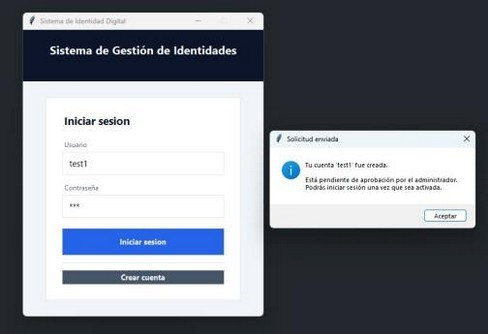 Sistema de Identidad Digital
Sistema de Gestión de Identidades
Iniciar sesion
Usuario
test1
Contraseña
***
Iniciar sesion
Crear cuenta
Solicitud enviada
Tu cuenta 'test1' fue creada.
Está pendiente de aprobación por el administrador.
Podrás iniciar sesión una vez que sea activada.
Aceptar